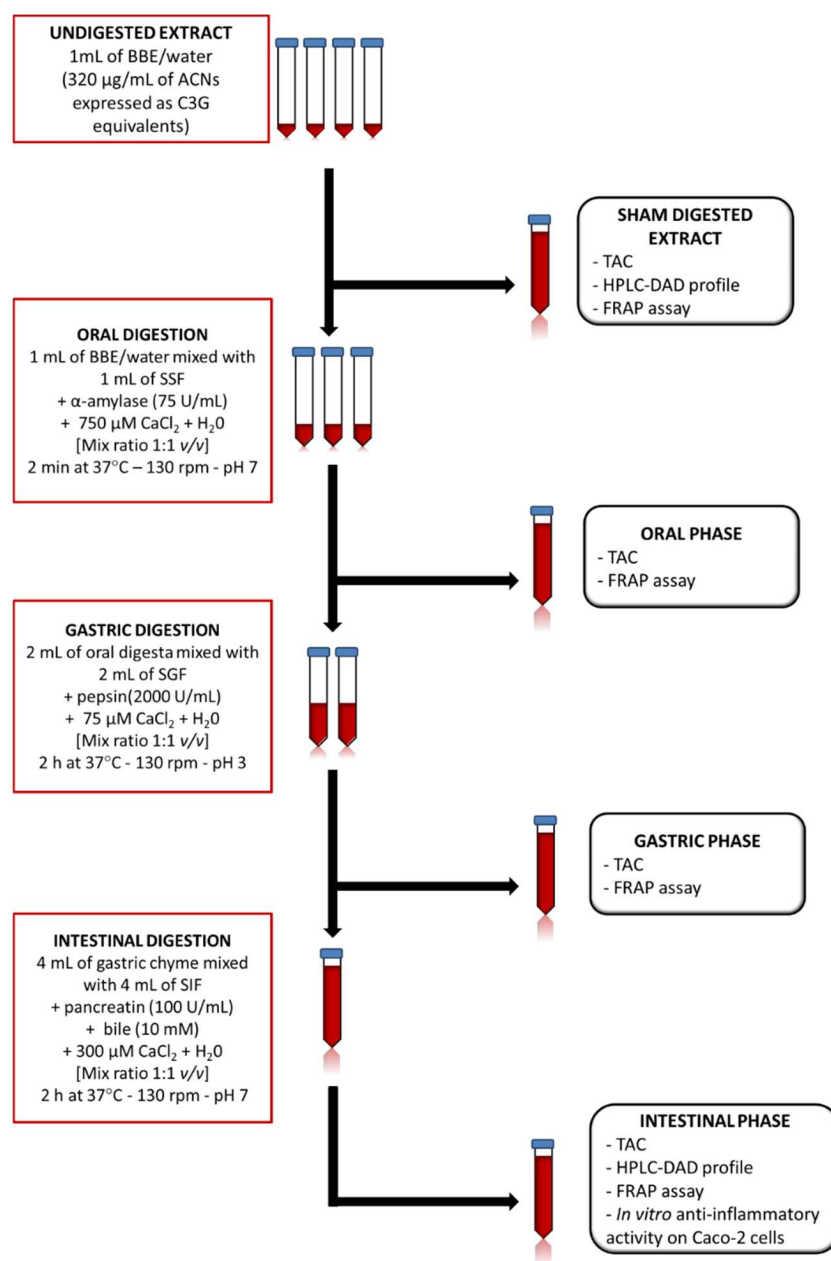 UNDIGESTED EXTRACT
1mL of BBE/water
(320 µg/mL of ACNs
expressed as C3G
equivalents)
SHAM DIGESTED
EXTRACT
- TAC
- HPLC-DAD profile
- FRAP assay
ORAL DIGESTION
1 mL of BBE/water mixed with
1 mL of SSF
+ α-amylase (75 U/mL)
+ 750 µM CaCl₂ + H₂0
[Mix ratio 1:1 v/v]
2 min at 37°C – 130 rpm - pH 7
ORAL PHASE
- TAC
- FRAP assay
GASTRIC DIGESTION
2 mL of oral digesta mixed with
2 mL of SGF
+ pepsin(2000 U/mL)
+ 75 µM CaCl₂ + H₂0
[Mix ratio 1:1 v/v]
2 h at 37°C - 130 rpm - pH 3
GASTRIC PHASE
- TAC
- FRAP assay
INTESTINAL DIGESTION
4 mL of gastric chyme mixed
with 4 mL of SIF
+ pancreatin (100 U/mL)
+ bile (10 mM)
+ 300 µM CaCl₂ + H₂0
[Mix ratio 1:1 v/v]
2 h at 37°C - 130 rpm - pH 7
INTESTINAL PHASE
- TAC
- HPLC-DAD profile
- FRAP assay
- In vitro anti-inflammatory
activity on Caco-2 cells